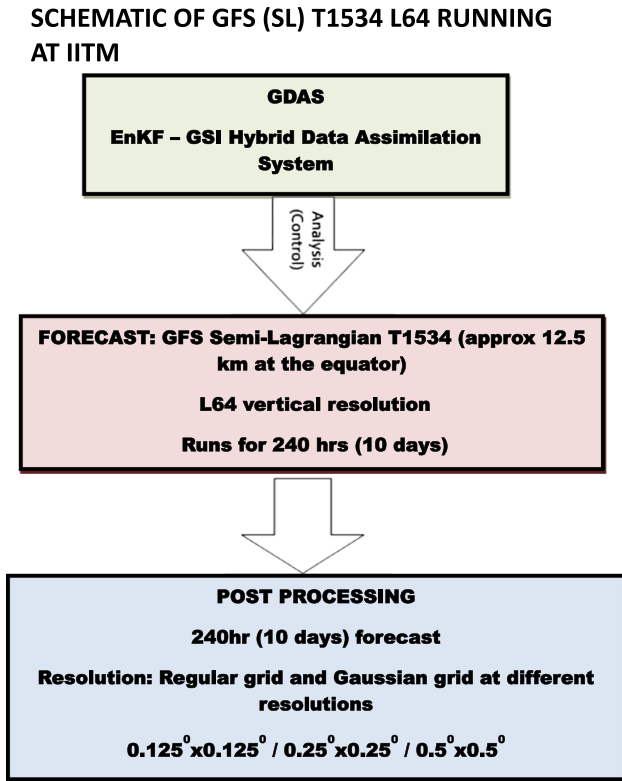 SCHEMATIC OF GFS (SL) T1534 L64 RUNNING
AT IITM
GDAS
EnKF – GSI Hybrid Data Assimilation
System
Analysis
(Control)
FORECAST: GFS Semi-Lagrangian T1534 (approx 12.5
km at the equator)
L64 vertical resolution
Runs for 240 hrs (10 days)
POST PROCESSING
240hr (10 days) forecast
Resolution: Regular grid and Gaussian grid at different
resolutions
0.125⁰x0.125⁰ / 0.25⁰x0.25⁰ / 0.5⁰x0.5⁰